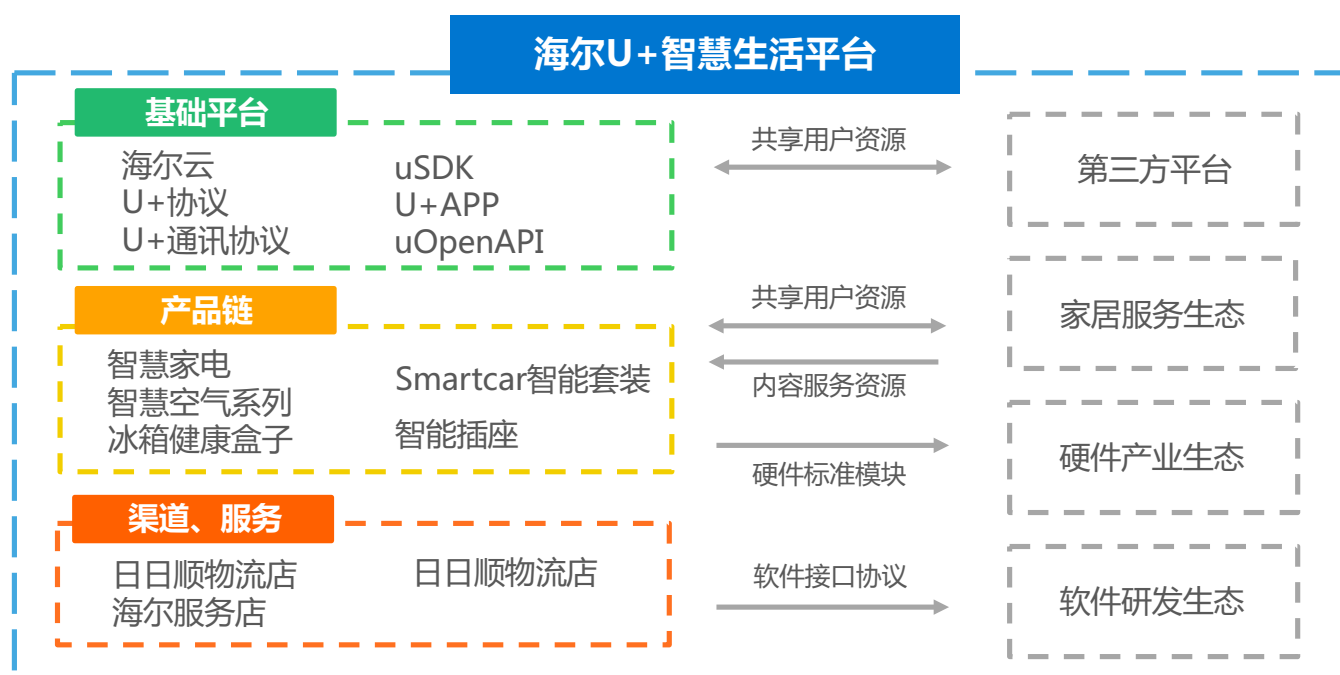 海尔U+智慧生活平台
基础平台
海尔云
U+协议
U+通讯协议
uSDK
U+APP
uOpenAPI
共享用户资源
第三方平台
产品链
智慧家电
智慧空气系列
冰箱健康盒子
Smartcar智能套装
智能插座
共享用户资源
内容服务资源
家居服务生态
硬件标准模块
硬件产业生态
渠道、服务
日日顺物流店
海尔服务店
日日顺物流店
软件接口协议
软件研发生态